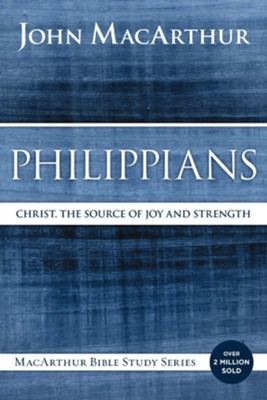 JOHN MACARTHUR
PHILIPPIANS
CHRIST, THE SOURCE OF JOY AND STRENGTH
MACARTHUR BIBLE STUDY SERIES
OVER
2 MILLION
SOLD